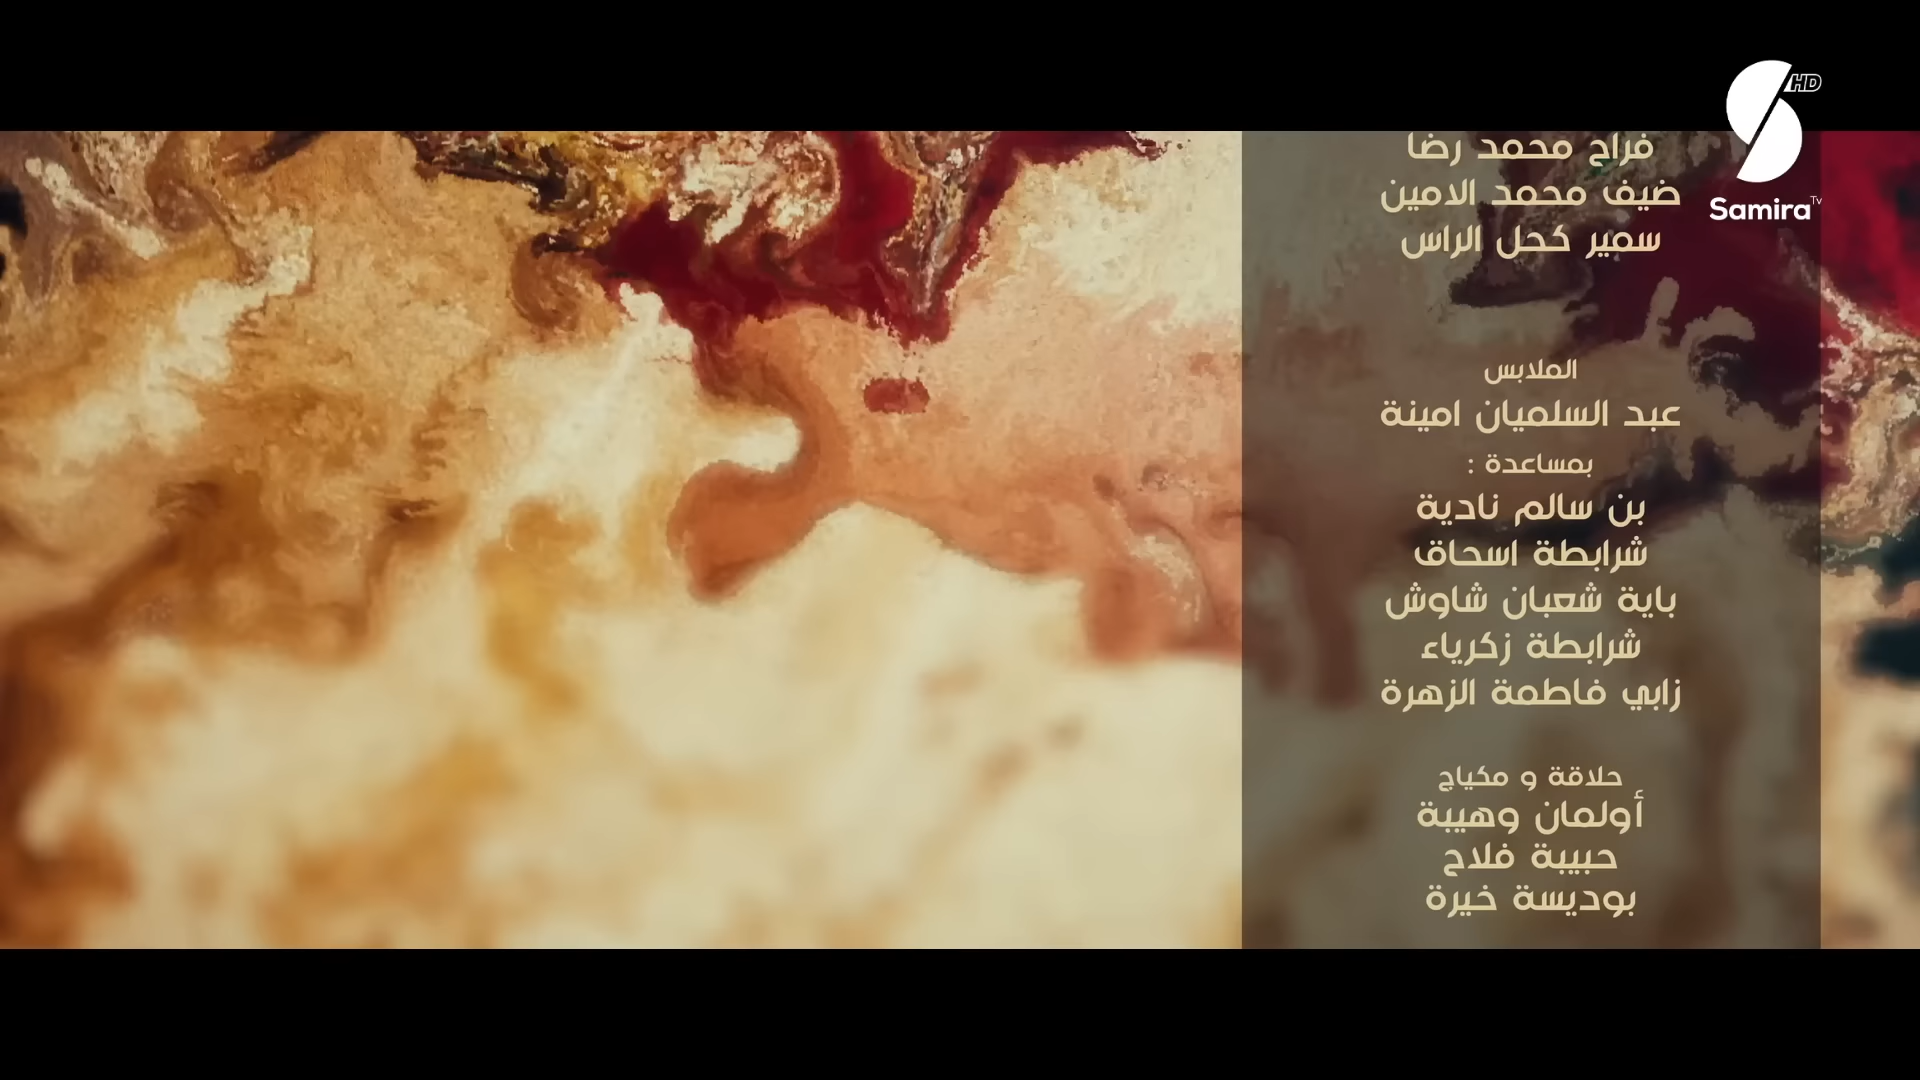 HD
Samira Tv
فراح محمد رضا
ضيف محمد الامين
سمير كحل الراس
الملابس
عبد السلميان امينة
بمساعدة :
بن سالم نادية
شرابطة اسحاق
باية شعبان شاوش
شرابطة زكرياء
زابي فاطمة الزهرة
حلاقة و مكياج
أولمان وهيبة
حبيبة فلاح
بوديسة خيرة